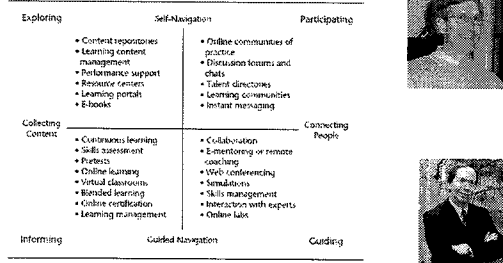 Exploring Self-Navigation Participating
• Content repositories
• Learning content
management
• Performance support
• Resource centers
• Learning portals
• E-books
• Online communities of
practice
• Discussion forums and
chats
• Talent directories
• Learning communities
• Instant messaging
Collecting
Content
Connecting
People
• Continuous learning
• Skills assessment
• Pretests
• Online learning
• Virtual classrooms
• Blended learning
• Online certification
• Learning management
• Collaboration
• E-mentoring or remote
coaching
• Web conferencing
• Simulations
• Skills management
• Interaction with experts
• Online labs
Informing Guided Navigation Guiding